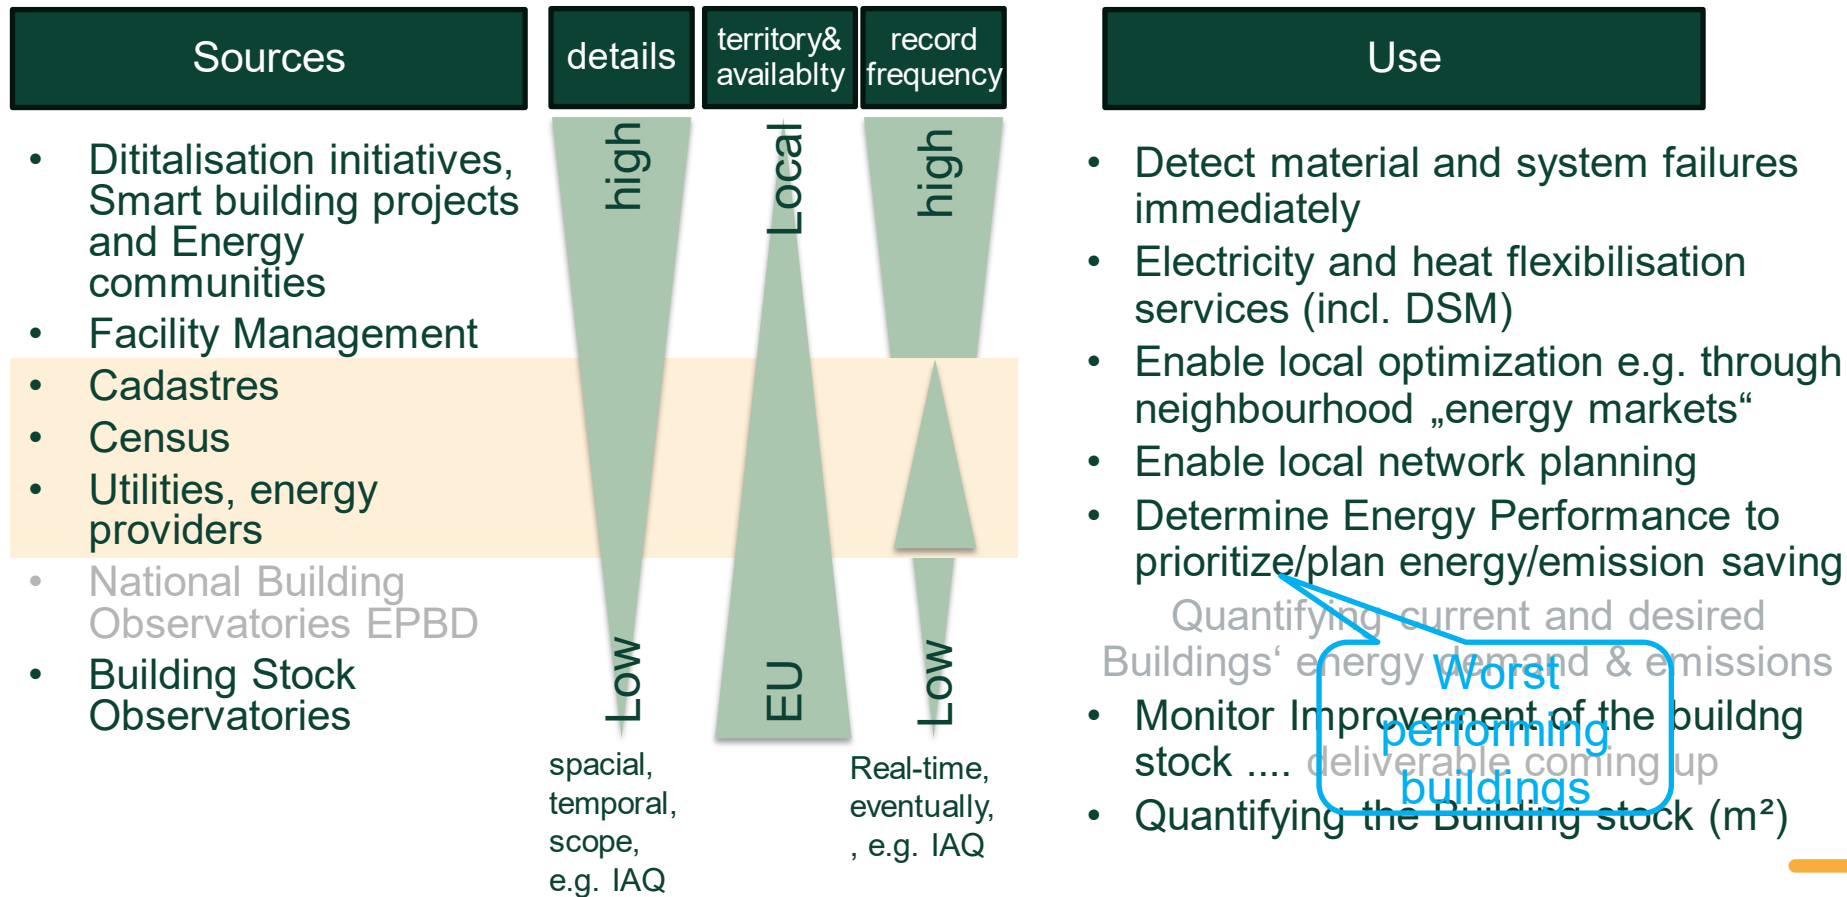 Sources
details
territory&
availablty
record
frequency
Use
• Dititalisation initiatives,
Smart building projects
and Energy
communities
• Facility Management
• Cadastres
• Census
• Utilities, energy
providers
• National Building
Observatories EPBD
• Building Stock
Observatories
high
Low
Local
EU
high
Low
spacial,
temporal,
scope,
e.g. IAQ
Real-time,
eventually,
, e.g. IAQ
• Detect material and system failures
immediately
• Electricity and heat flexibilisation
services (incl. DSM)
• Enable local optimization e.g. through
neighbourhood „energy markets“
• Enable local network planning
• Determine Energy Performance to
prioritize/plan energy/emission saving
Quantifying current and desired
Buildings‘ energy demand & emissions
• Monitor Improvement of the buildng
stock .... deliverable coming up
• Quantifying the Building stock (m²)
Worst
performing
buildings